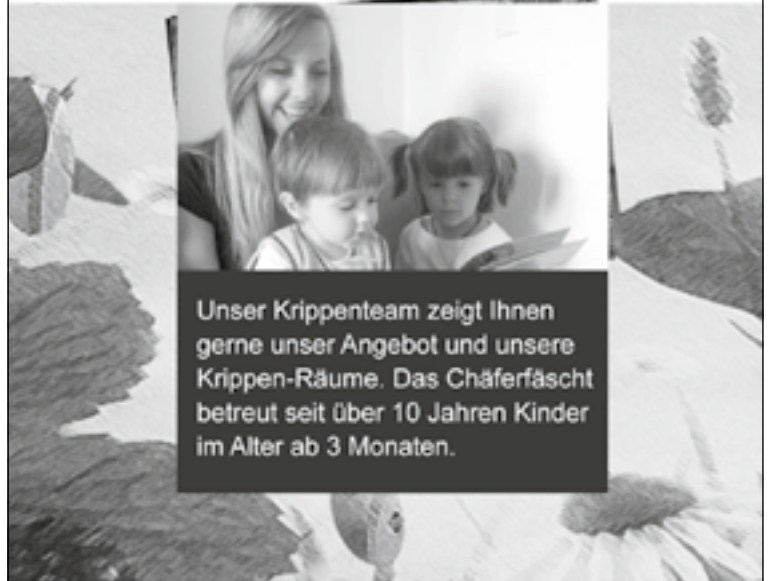 Unser Krippenteam zeigt Ihnen
gerne unser Angebot und unsere
Krippen-Räume. Das Chäferfäscht
betreut seit über 10 Jahren Kinder
im Alter ab 3 Monaten.